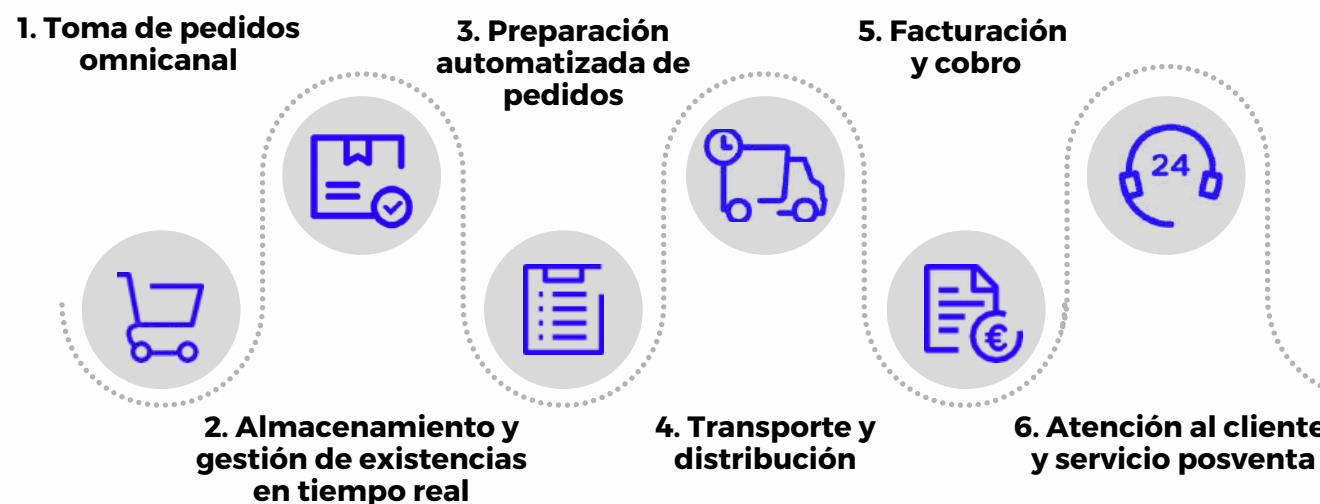 1. Toma de pedidos
omnicanal
2. Almacenamiento y
gestión de existencias
en tiempo real
3. Preparación
automatizada de
pedidos
4. Transporte y
distribución
5. Facturación
y cobro
€
6. Atención al cliente
y servicio posventa
24